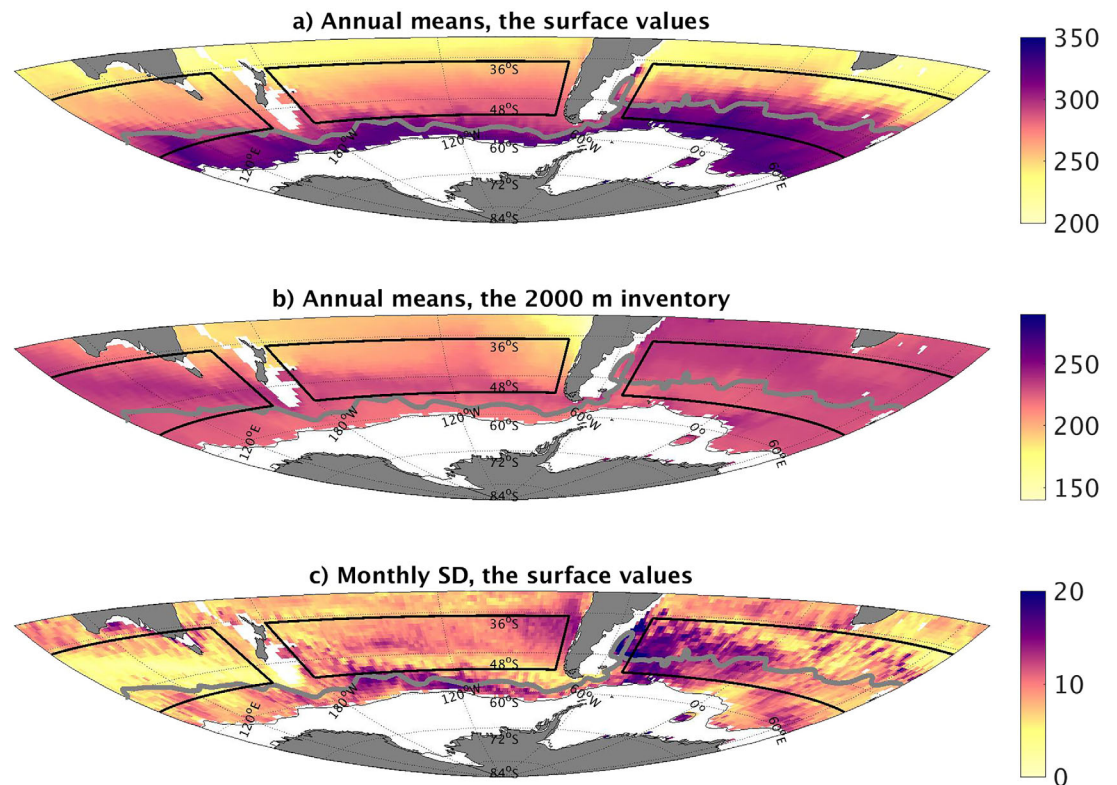 a) Annual means, the surface values
36°S
48°S
60°S
72°S
84°S
120°E
180°W
120°W
60°W
0°
60°E
350
300
250
200
b) Annual means, the 2000 m inventory
36°S
48°S
60°S
72°S
84°S
120°E
180°W
120°W
60°W
0°
60°E
250
200
150
c) Monthly SD, the surface values
36°S
48°S
60°S
72°S
84°S
120°E
180°W
120°W
60°W
0°
60°E
20
10
0